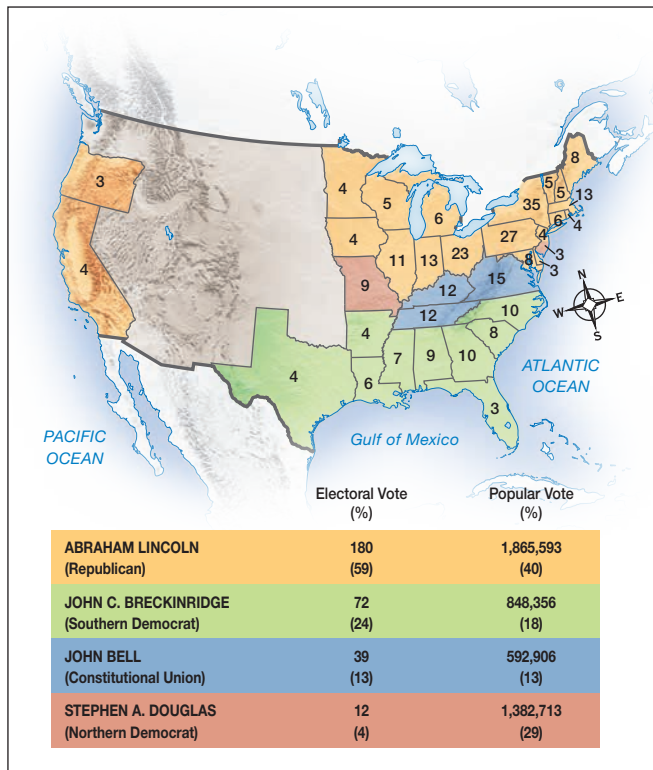 8
3
5
5
13
4
5
35
6
6
4
4
27
4
3
4
11
13
23
8
3
N
W E
S
9
12
15
12
10
4
8
4
7
9
10
6
3
ATLANTIC
OCEAN
PACIFIC
OCEAN
Gulf of Mexico
Electoral Vote Popular Vote
(%) (%)
ABRAHAM LINCOLN 180 1,865,593
(Republican) (59) (40)
JOHN C. BRECKINRIDGE 72 848,356
(Southern Democrat) (24) (18)
JOHN BELL 39 592,906
(Constitutional Union) (13) (13)
STEPHEN A. DOUGLAS 12 1,382,713
(Northern Democrat) (4) (29)